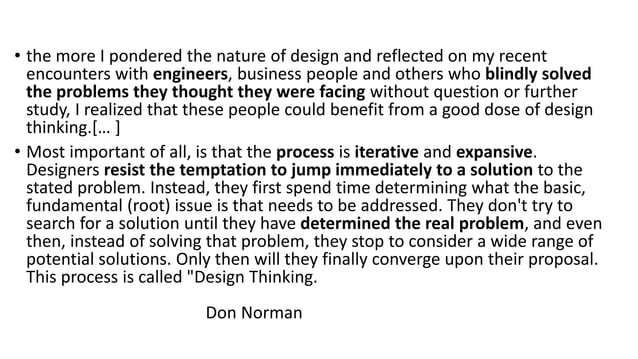 • the more I pondered the nature of design and reflected on my recent
encounters with engineers, business people and others who blindly solved
the problems they thought they were facing without question or further
study, I realized that these people could benefit from a good dose of design
thinking.[… ]
• Most important of all, is that the process is iterative and expansive.
Designers resist the temptation to jump immediately to a solution to the
stated problem. Instead, they first spend time determining what the basic,
fundamental (root) issue is that needs to be addressed. They don't try to
search for a solution until they have determined the real problem, and even
then, instead of solving that problem, they stop to consider a wide range of
potential solutions. Only then will they finally converge upon their proposal.
This process is called "Design Thinking.
Don Norman